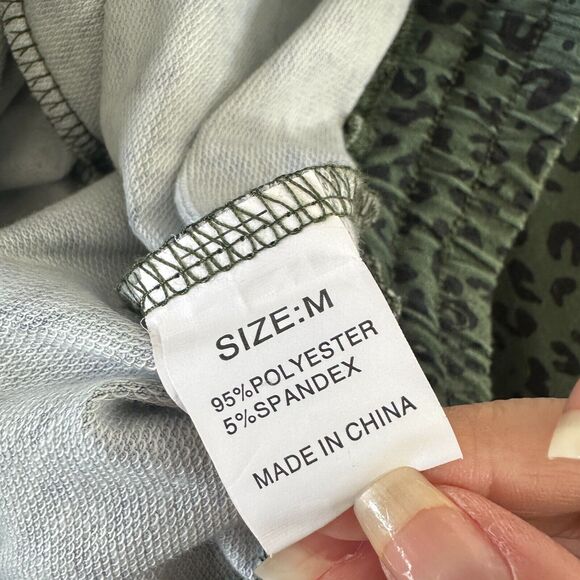 SIZE:M
95%POLYESTER
5%SPANDEX
MADE IN CHINA